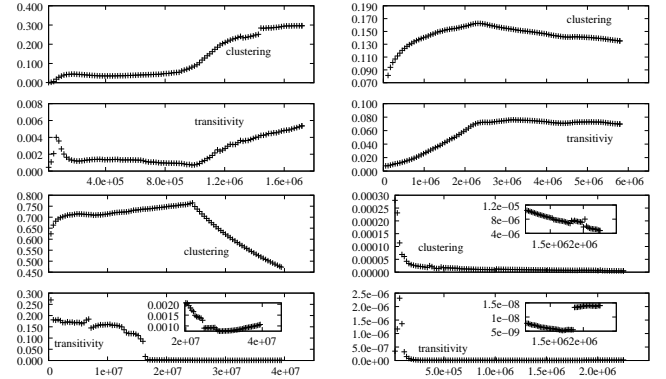 0.400
0.300
0.200
0.100
0.000
clustering
0.190
0.170
0.150
0.130
0.110
0.090
0.070
clustering
0.008
0.006
0.004
0.002
0.000
transitivity
4.0e+05 8.0e+05 1.2e+06 1.6e+06
0.100
0.080
0.060
0.040
0.020
0.000
transitiviy
0 1e+06 2e+06 3e+06 4e+06 5e+06 6e+06
0.800
0.750
0.700
0.650
0.600
0.550
0.500
0.450
clustering
0.00030
0.00025
0.00020
0.00015
0.00010
0.00005
0.00000
clustering
1.2e-05
8e-06
4e-06
1.5e+062e+06
0.300
0.250
0.200
0.150
0.100
0.050
0.000
transitivity
0.0020
0.0010
0.0010
2e+07 4e+07
0 1e+07 2e+07 3e+07 4e+07
2.5e-06
2.0e-06
1.5e-06
1.0e-06
5.0e-07
0.0e+00
transitivity
1.5e-08
1e-08
5e-09
1.5e+062e+06
5.0e+05 1.0e+06 1.5e+06 2.0e+06